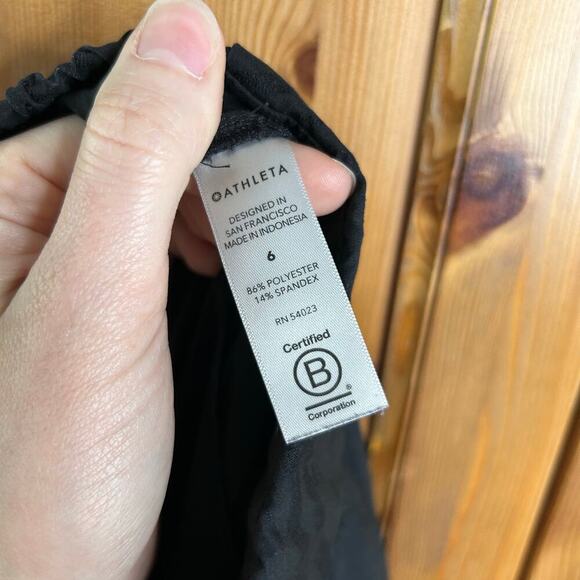 ATHLETA
DESIGNED IN
SAN FRANCISCO
MADE IN INDONESIA
6
86% POLYESTER
14% SPANDEX
RN 54023
Certified
B
®
Corporation